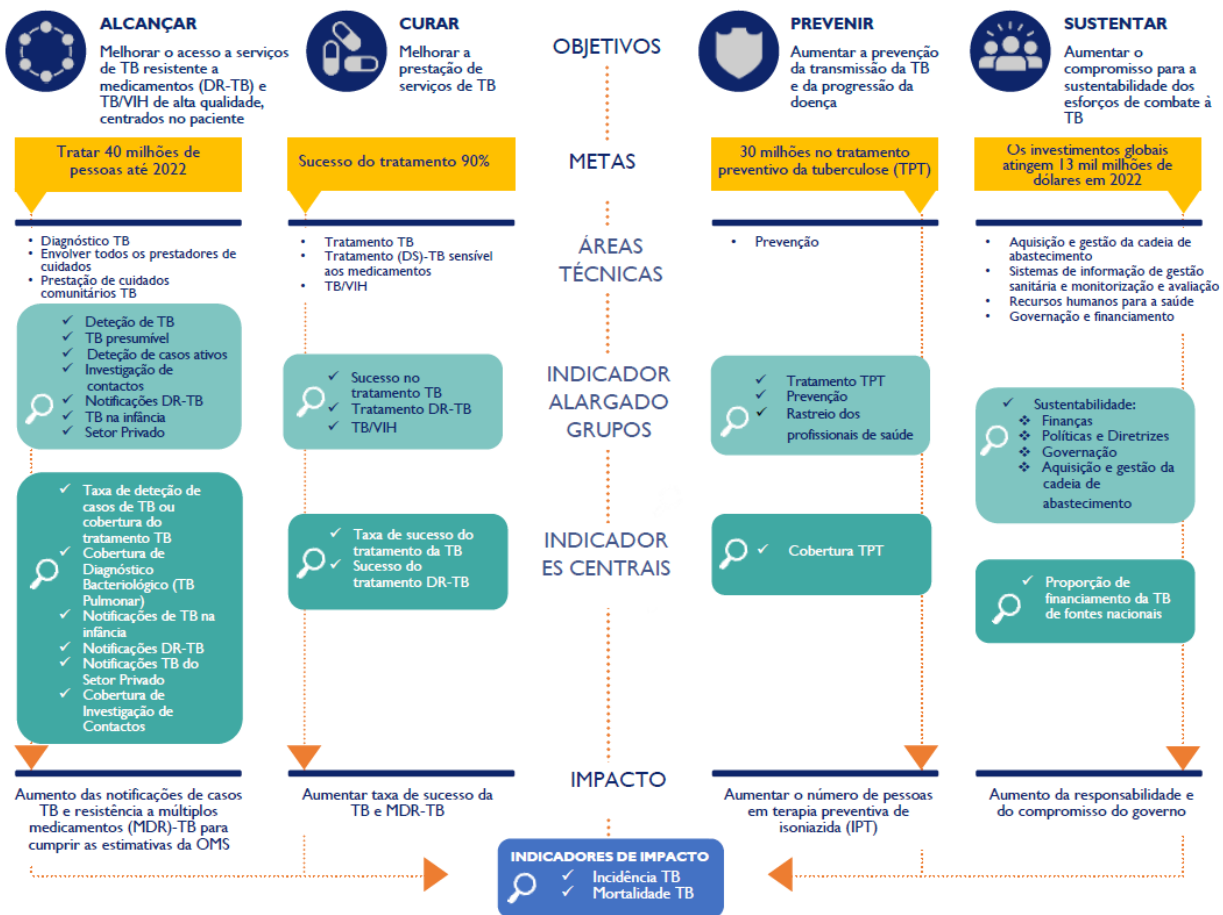 ALCANÇAR
Melhorar o acesso a serviços
de TB resistente a
medicamentos (DR-TB) e
TB/VIH de alta qualidade,
centrados no paciente
CURAR
Melhorar a
prestação de
serviços de TB
OBJETIVOS
PREVENIR
Aumentar a prevenção
da transmissão da TB
e da progressão da
doença
SUSTENTAR
Aumentar o
compromisso para a
sustentabilidade dos
esforços de combate à
TB
Tratar 40 milhões de
pessoas até 2022
Sucesso do tratamento 90%
METAS
30 milhões no tratamento
preventivo da tuberculose (TPT)
Os investimentos globais
atingem 13 mil milhões de
dólares em 2022
• Diagnóstico TB
• Envolver todos os prestadores de
cuidados
• Prestação de cuidados
comunitários TB
• Tratamento TB
• Tratamento (DS)-TB sensível
aos medicamentos
• TB/VIH
ÁREAS
TÉCNICAS
• Prevenção
• Aquisição e gestão da cadeia de
abastecimento
• Sistemas de informação de gestão
sanitária e monitorização e avaliação
• Recursos humanos para a saúde
• Governação e financiamento
✓ Deteção de TB
✓ TB presumível
✓ Deteção de casos ativos
✓ Investigação de
contactos
✓ Notificações DR-TB
✓ TB na infância
✓ Setor Privado
✓ Sucesso no
tratamento TB
✓ Tratamento DR-TB
✓ TB/VIH
INDICADOR
ALARGADO
GRUPOS
✓ Tratamento TPT
✓ Prevenção
✓ Rastreio dos
profissionais de saúde
✓ Sustentabilidade:
❖ Finanças
❖ Políticas e Diretrizes
❖ Governação
❖ Aquisição e gestão da
cadeia de
abastecimento
✓ Taxa de deteção de
casos de TB ou
cobertura do
tratamento TB
✓ Cobertura de
Diagnóstico
Bacteriológico (TB
Pulmonar)
✓ Notificações de TB na
infância
✓ Notificações DR-TB
✓ Notificações TB do
Setor Privado
✓ Cobertura de
Investigação de
Contactos
✓ Taxa de sucesso do
tratamento da TB
✓ Sucesso do
tratamento DR-TB
INDICADOR
ES CENTRAIS
✓ Cobertura TPT
✓ Proporção de
financiamento da TB
de fontes nacionais
Aumento das notificações de casos
TB e resistência a múltiplos
medicamentos (MDR)-TB para
cumprir as estimativas da OMS
Aumentar taxa de sucesso da
TB e MDR-TB
IMPACTO
Aumentar o número de pessoas
em terapia preventiva de
isoniazida (IPT)
Aumento da responsabilidade e
do compromisso do governo
INDICADORES DE IMPACTO
✓ Incidência TB
✓ Mortalidade TB